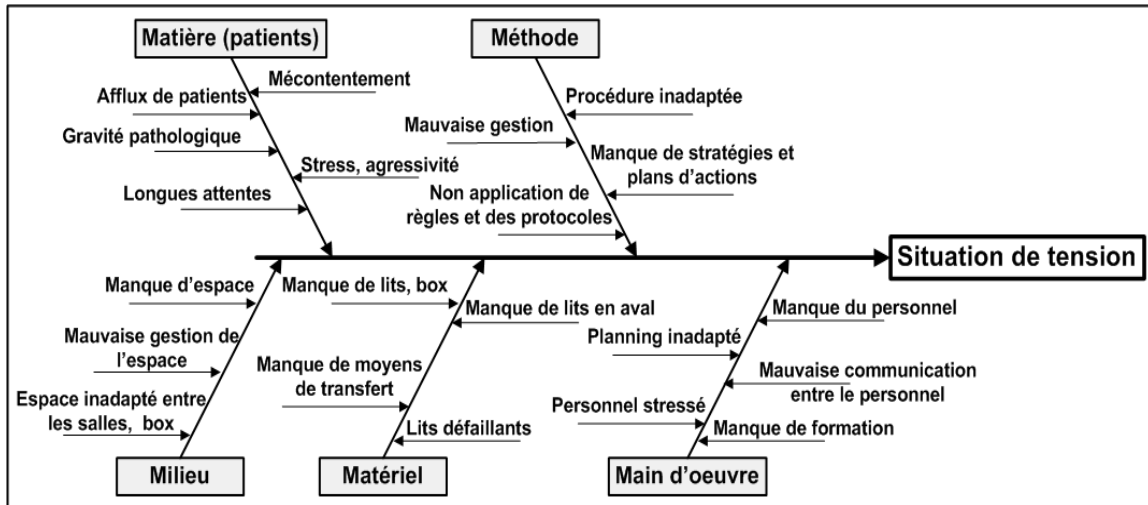 Matière (patients)
Méthode
Mécontentement
Afflux de patients
Gravité pathologique
Stress, agressivité
Longues attentes
Procédure inadaptée
Mauvaise gestion
Manque de stratégies et
plans d'actions
Non application de
règles et des protocoles
Situation de tension
Manque d'espace
Mauvaise gestion de
l'espace
Espace inadapté entre
les salles, box
Manque de lits, box
Manque de lits en aval
Manque de moyens
de transfert
Lits défaillants
Manque du personnel
Planning inadapté
Mauvaise communication
entre le personnel
Personnel stressé
Manque de formation
Milieu
Matériel
Main d'oeuvre